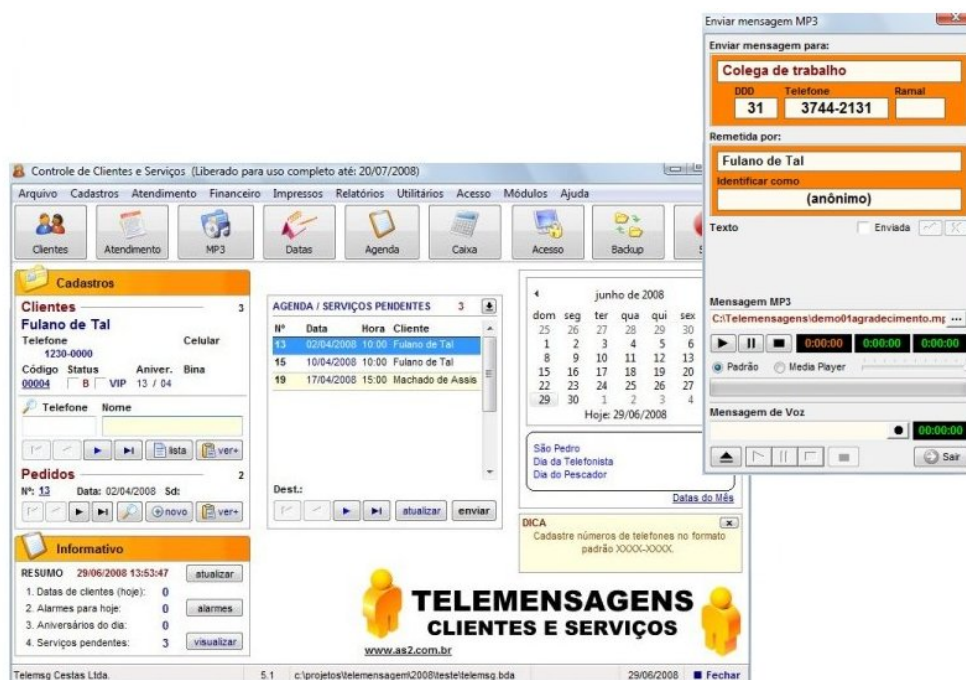 Enviar mensagem MP3
Enviar mensagem para:
Colega de trabalho
DDD Telefone Ramal
31 3744-2131
Remetida por:
Fulano de Tal
Identificar como
(anônimo)
Texto Enviada
Mensagem MP3
C:\Telemensagens\demo01agradecimento.mp ...
0:00:00 0:00:00 0:00:00
Padrão Media Player
Mensagem de Voz
00:00:00
Sair
Controle de Clientes e Serviços (Liberado para uso completo até: 20/07/2008)
Arquivo Cadastros Atendimento Financeiro Impressos Relatórios Utilitários Acesso Módulos Ajuda
Clientes Atendimento MP3 Datas Agenda Caixa Acesso Backup
Cadastros
Clientes 3
Fulano de Tal
Telefone Celular
1230-0000
Código Status Aniver. Bina
00004 B VIP 13 / 04
Telefone Nome
lista ver+
Pedidos 2
Nº: 13 Data: 02/04/2008 Sd:
novo ver+
Informativo
RESUMO 29/06/2008 13:53:47 atualizar
1. Datas de clientes (hoje): 0
2. Alarmes para hoje: 0 alarmes
3. Aniversários do dia: 0
4. Serviços pendentes: 3 visualizar
AGENDA / SERVIÇOS PENDENTES 3
Nº Data Hora Cliente
13 02/04/2008 10:00 Fulano de Tal
15 10/04/2008 10:00 Fulano de Tal
19 17/04/2008 15:00 Machado de Assis
Dest.:
atualizar enviar
junho de 2008
dom seg ter qua qui sex
25 26 27 28 29 30
1 2 3 4 5 6
8 9 10 11 12 13
15 16 17 18 19 20
22 23 24 25 26 27
29 30 1 2 3 4
Hoje: 29/06/2008
São Pedro
Dia da Telefonista
Dia do Pescador
Datas do Mês
DICA
Cadastre números de telefones no formato
padrão XXXX-XXXX.
TELEMENSAGENS
CLIENTES E SERVIÇOS
www.as2.com.br
Telemsg Cestas Ltda. 5.1 c:\projetos\telemensagem\2008\teste\telemsg.bda 29/06/2008 Fechar